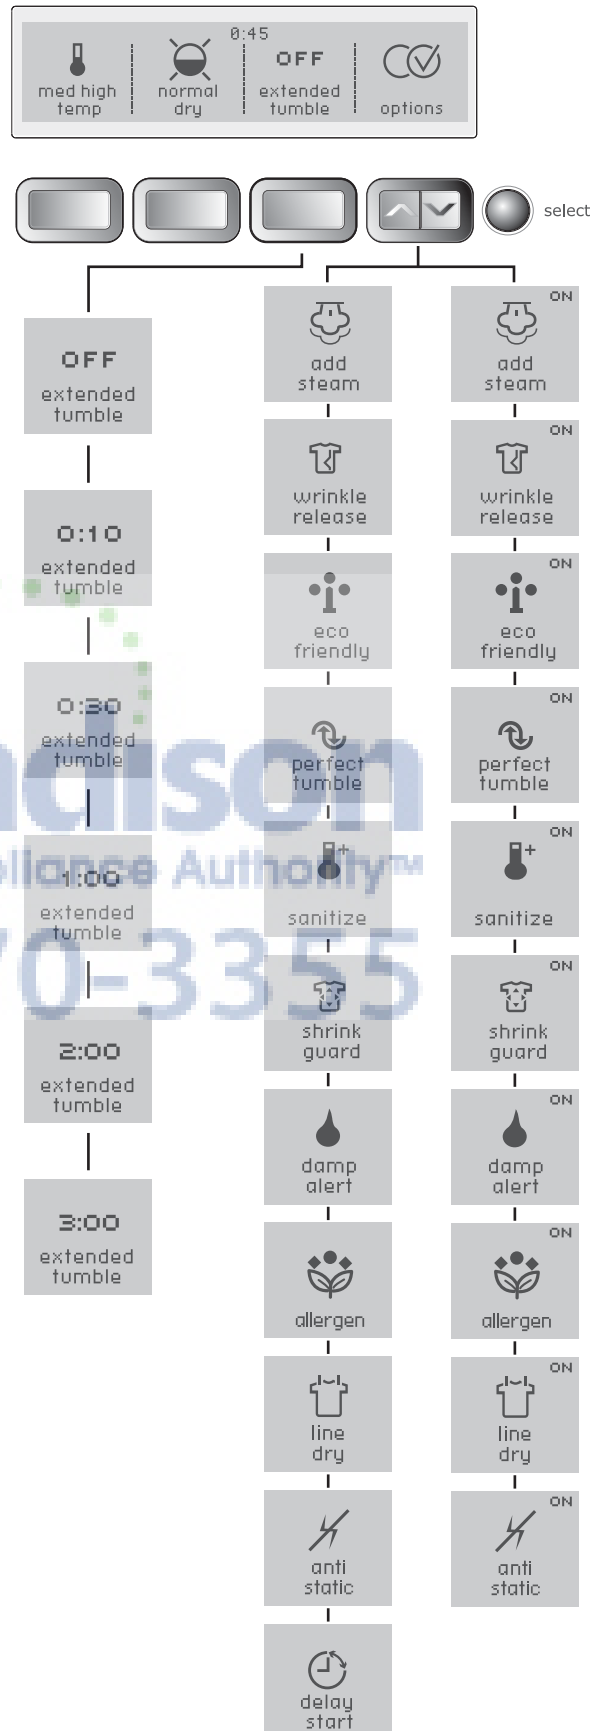 0:45
med high
temp
normal
dry
OFF
extended
tumble
options
select
OFF
extended
tumble
0:10
extended
tumble
0:30
extended
tumble
1:00
extended
tumble
2:00
extended
tumble
3:00
extended
tumble
add
steam
wrinkle
release
eco
friendly
perfect
tumble
sanitize
shrink
guard
damp
alert
allergen
line
dry
anti
static
delay
start
ON
add
steam
ON
wrinkle
release
ON
eco
friendly
ON
perfect
tumble
ON
sanitize
ON
shrink
guard
ON
damp
alert
ON
allergen
ON
line
dry
ON
anti
static
adison
pliance Authority™
70-3355